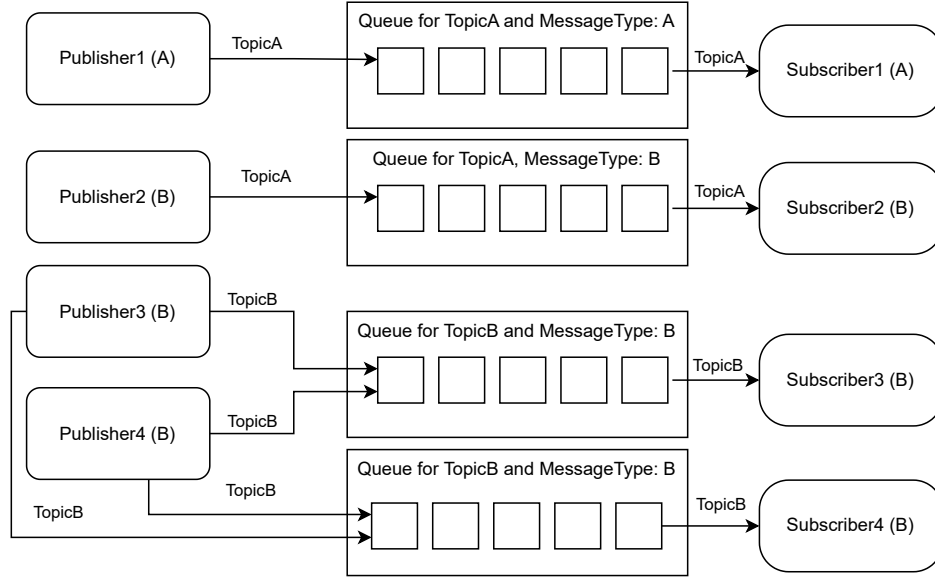 Publisher1 (A)
TopicA
Queue for TopicA and MessageType: A
TopicA
Subscriber1 (A)
Publisher2 (B)
TopicA
Queue for TopicA, MessageType: B
TopicA
Subscriber2 (B)
Publisher3 (B)
TopicB
Queue for TopicB and MessageType: B
TopicB
Subscriber3 (B)
Publisher4 (B)
TopicB
TopicB
TopicB
Queue for TopicB and MessageType: B
TopicB
Subscriber4 (B)